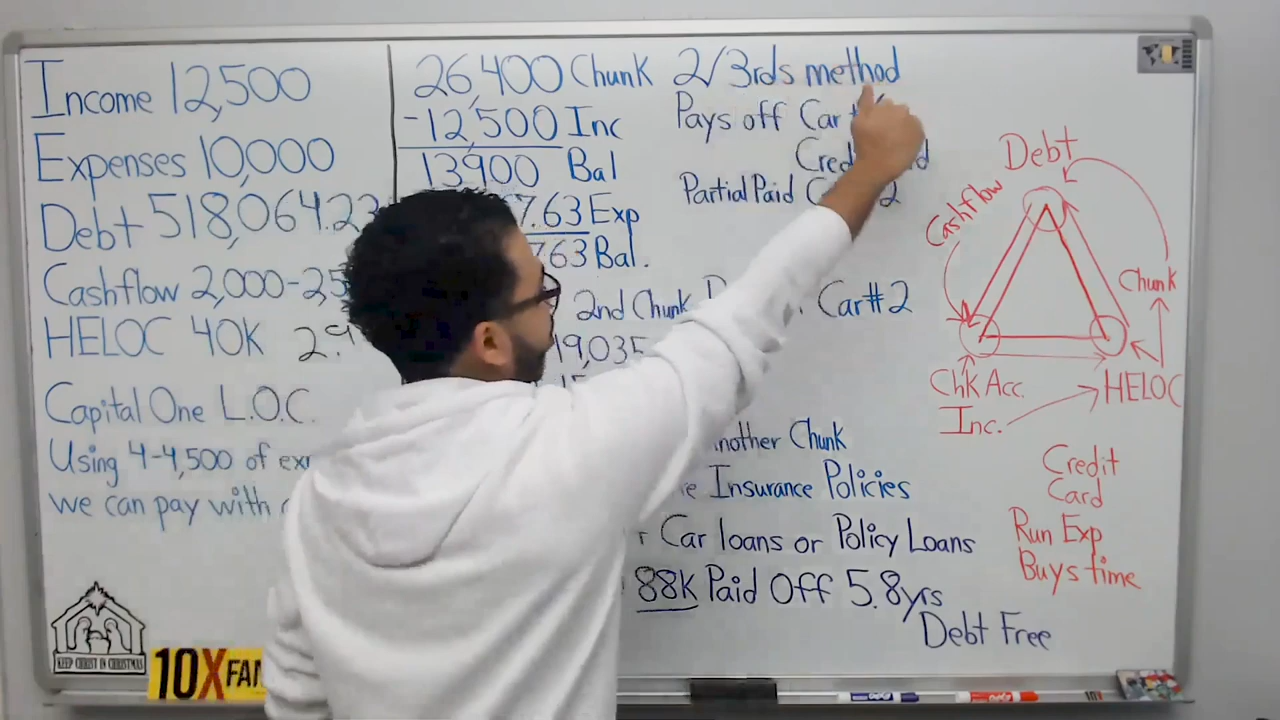 Income 12,500
Expenses 10,000
Debt 518,064.23
Cashflow 2,000-25
HELOC 40K 2.9
Capital One L.O.C.
Using 4-4,500 of
we can pay with
KEEP CHRIST IN CHRISTMAS
10X
26,400 Chunk
-12,500 Inc
13,900 Bal
7.63 Exp
763 Bal.
2nd Chunk
Car#2
19,035
Another Chunk
Insurance Policies
Car loans or Policy Loans
88K Paid Off 5.8yrs
Debt Free
2/3rds method
Pays off Car
Partial Paid
2
Debt
Cashflow
Chunk
Chk Acc.
HELOC
Inc.
Credit
Card
Run Exp
Buys time